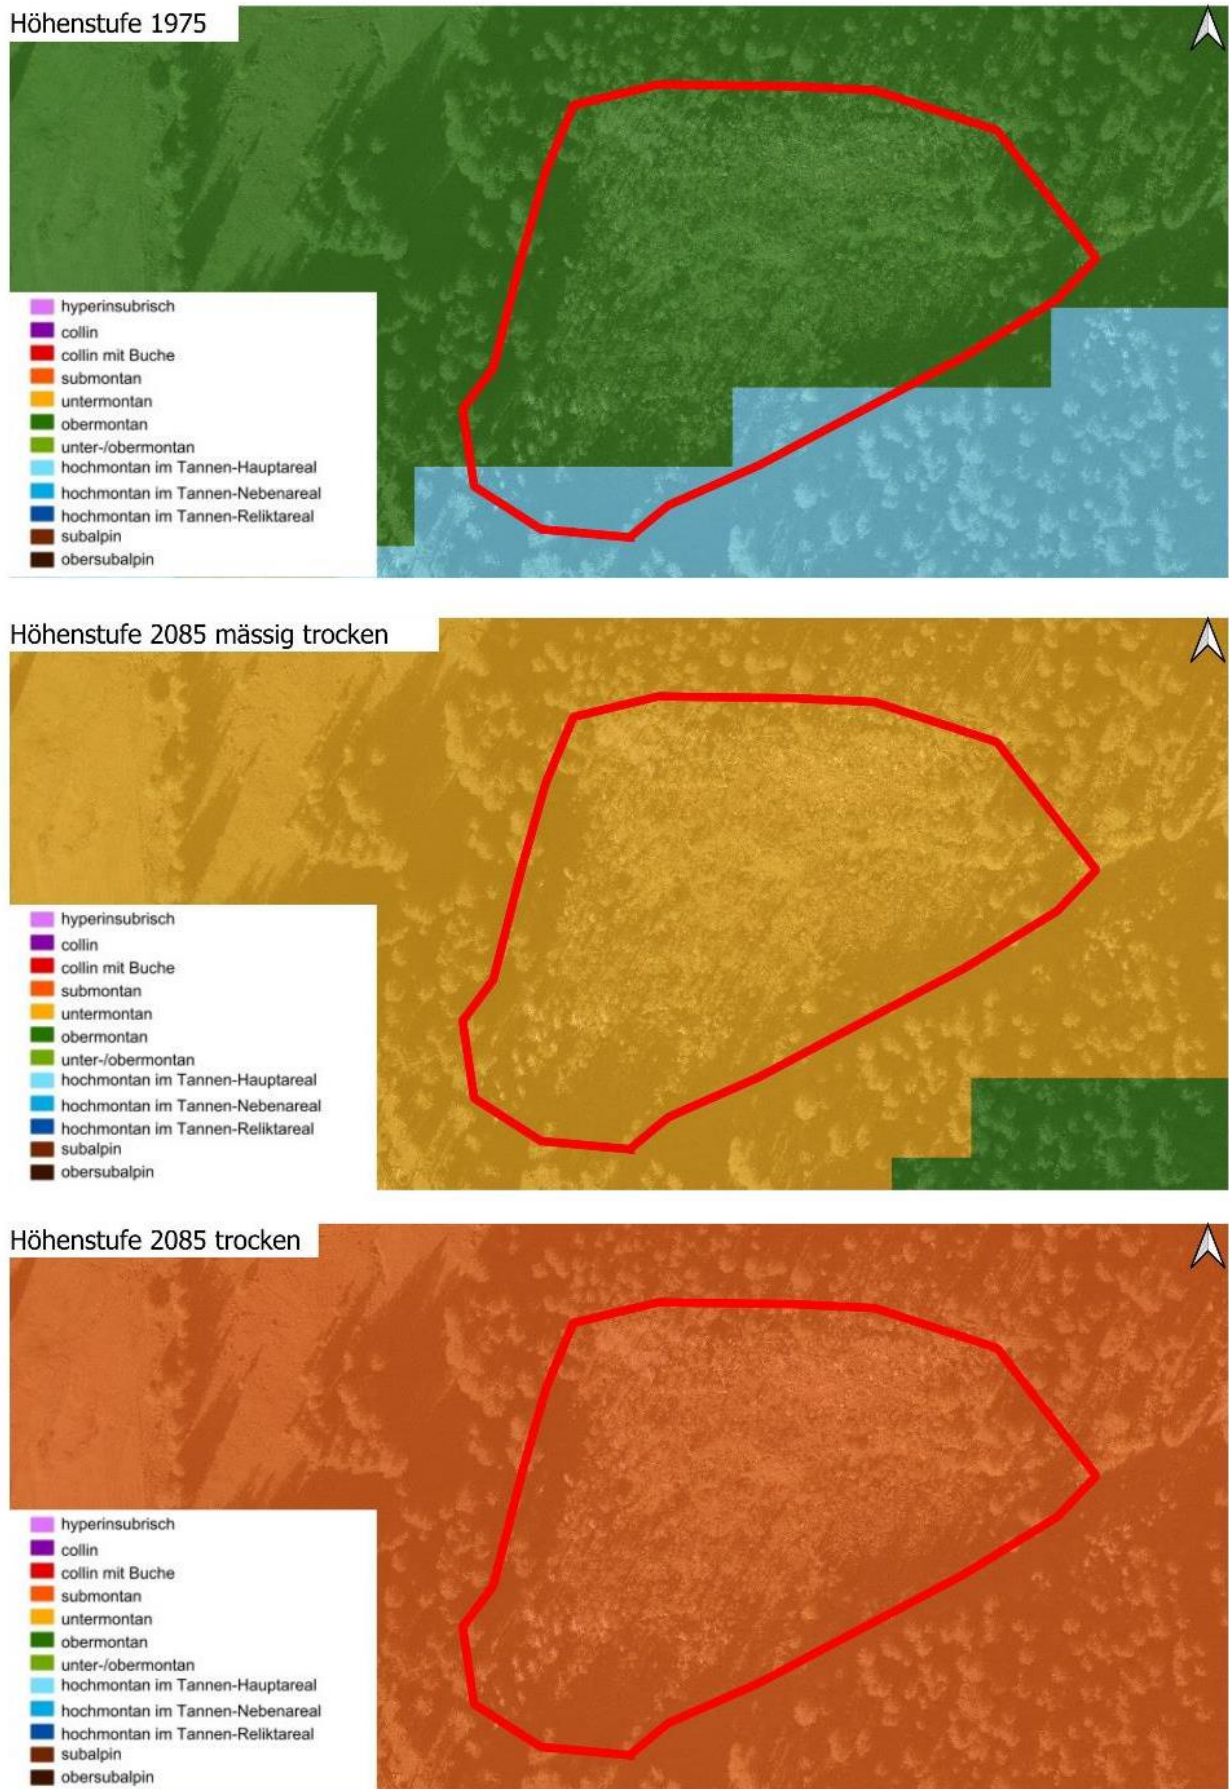 Höhenstufe 1975
hyperinsubrisch
collin
collin mit Buche
submontan
untermontan
obermontan
unter-/obermontan
hochmontan im Tannen-Hauptareal
hochmontan im Tannen-Nebenareal
hochmontan im Tannen-Reliktareal
subalpin
obersubalpin
Höhenstufe 2085 mässig trocken
hyperinsubrisch
collin
collin mit Buche
submontan
untermontan
obermontan
unter-/obermontan
hochmontan im Tannen-Hauptareal
hochmontan im Tannen-Nebenareal
hochmontan im Tannen-Reliktareal
subalpin
obersubalpin
Höhenstufe 2085 trocken
hyperinsubrisch
collin
collin mit Buche
submontan
untermontan
obermontan
unter-/obermontan
hochmontan im Tannen-Hauptareal
hochmontan im Tannen-Nebenareal
hochmontan im Tannen-Reliktareal
subalpin
obersubalpin